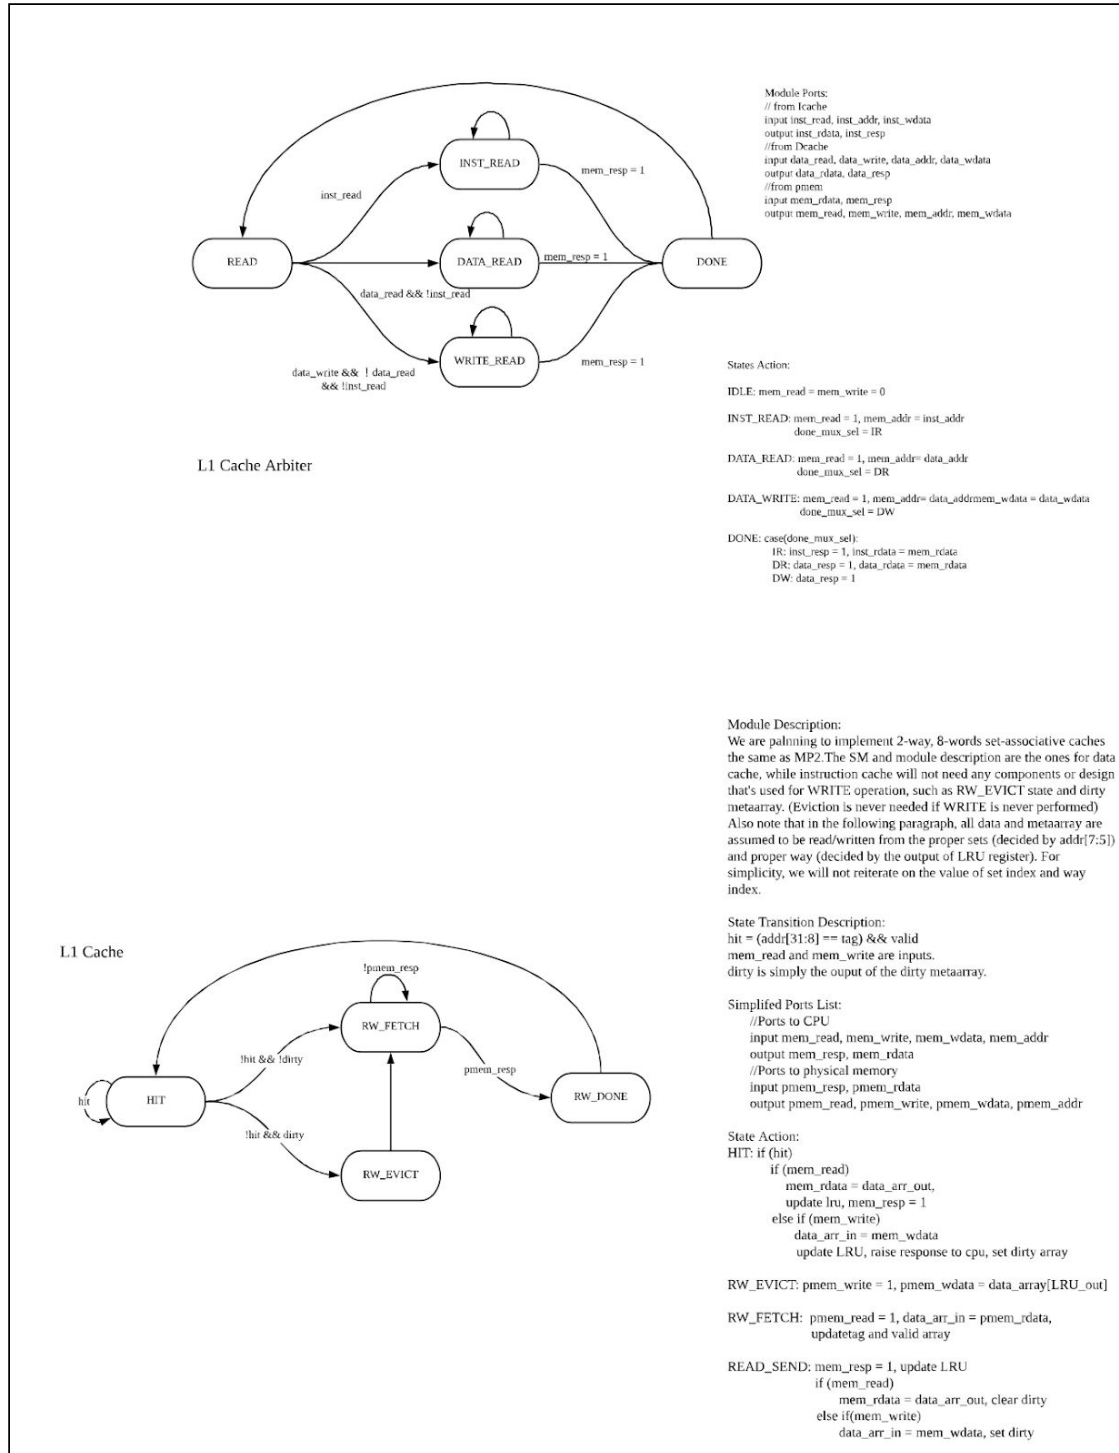 Module Ports:
// from Icache
input inst_read, inst_addr, inst_wdata
output inst_rdata, inst_resp
//from Dcache
input data_read, data_write, data_addr, data_wdata
output data_rdata, data_resp
//from pmem
input mem_rdata, mem_resp
output mem_read, mem_write, mem_addr, mem_wdata
INST_READ
mem_resp = 1
inst_read
READ
DATA_READ
mem_resp = 1
DONE
data_read && !inst_read
WRITE_READ
mem_resp = 1
data_write && ! data_read
&& !inst_read
L1 Cache Arbiter
States Action:
IDLE: mem_read = mem_write = 0
INST_READ: mem_read = 1, mem_addr = inst_addr
done_mux_sel = IR
DATA_READ: mem_read = 1, mem_addr= data_addr
done_mux_sel = DR
DATA_WRITE: mem_read = 1, mem_addr= data_addrmem_wdata = data_wdata
done_mux_sel = DW
DONE: case(done_mux_sel):
IR: inst_resp = 1, inst_rdata = mem_rdata
DR: data_resp = 1, data_rdata = mem_rdata
DW: data_resp = 1
Module Description:
We are palnning to implement 2-way, 8-words set-associative caches
the same as MP2.The SM and module description are the ones for data
cache, while instruction cache will not need any components or design
that's used for WRITE operation, such as RW_EVICT state and dirty
metaarray. (Eviction is never needed if WRITE is never performed)
Also note that in the following paragraph, all data and metaarray are
assumed to be read/written from the proper sets (decided by addr[7:5])
and proper way (decided by the output of LRU register). For
simplicity, we will not reiterate on the value of set index and way
index.
State Transition Description:
hit = (addr[31:8] == tag) && valid
mem_read and mem_write are inputs.
dirty is simply the ouput of the dirty metaarray.
Simplifed Ports List:
//Ports to CPU
input mem_read, mem_write, mem_wdata, mem_addr
output mem_resp, mem_rdata
//Ports to physical memory
input pmem_resp, pmem_rdata
output pmem_read, pmem_write, pmem_wdata, pmem_addr
State Action:
HIT: if (hit)
if (mem_read)
mem_rdata = data_arr_out,
update lru, mem_resp = 1
else if (mem_write)
data_arr_in = mem_wdata
update LRU, raise response to cpu, set dirty array
RW_EVICT: pmem_write = 1, pmem_wdata = data_array[LRU_out]
RW_FETCH: pmem_read = 1, data_arr_in = pmem_rdata,
updatetag and valid array
READ_SEND: mem_resp = 1, update LRU
if (mem_read)
mem_rdata = data_arr_out, clear dirty
else if(mem_write)
data_arr_in = mem_wdata, set dirty
L1 Cache
!pmem_resp
RW_FETCH
!hit && !dirty
pmem_resp
hit
HIT
RW_DONE
!hit && dirty
RW_EVICT